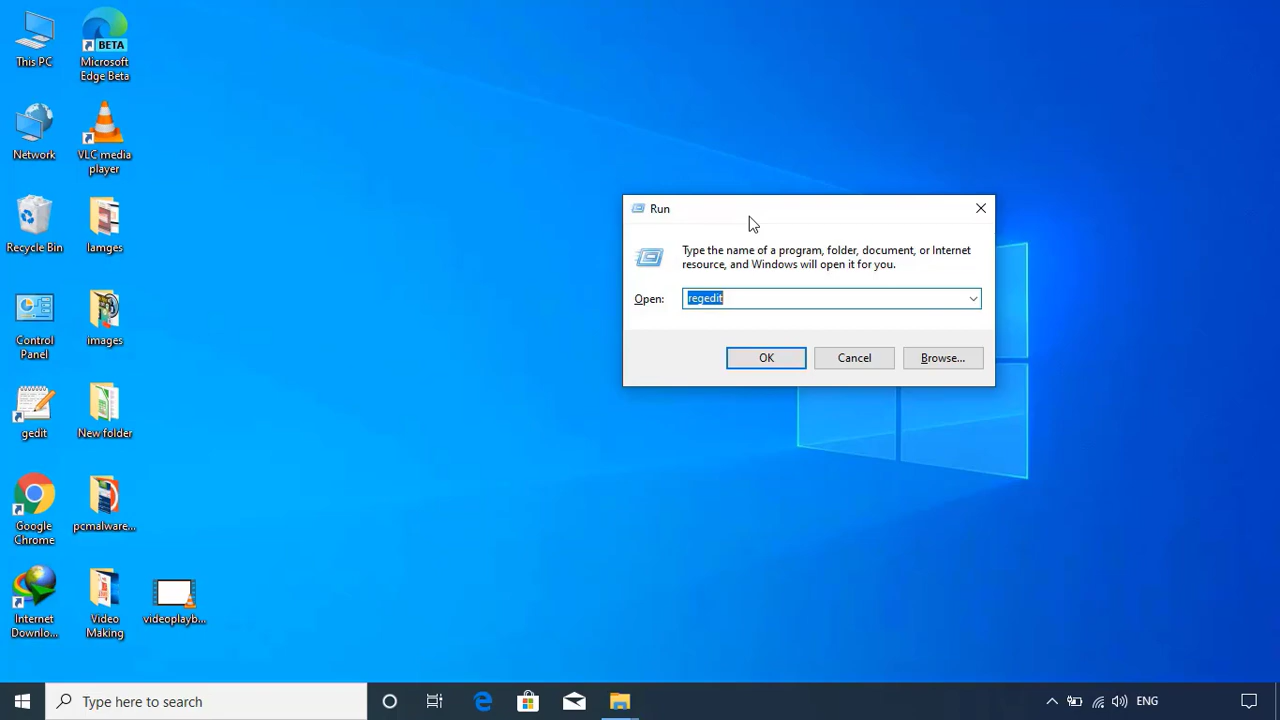 This PC
BETA
Microsoft
Edge Beta
Network
VLC media
player
Recycle Bin
Iamges
Control
Panel
images
gedit
New folder
Google
Chrome
pcmalware...
Internet
Downlo...
Video
Making
videoplayb...
Run
Type the name of a program, folder, document, or Internet
resource, and Windows will open it for you.
Open:
regedit
OK
Cancel
Browse...
Type here to search
ENG